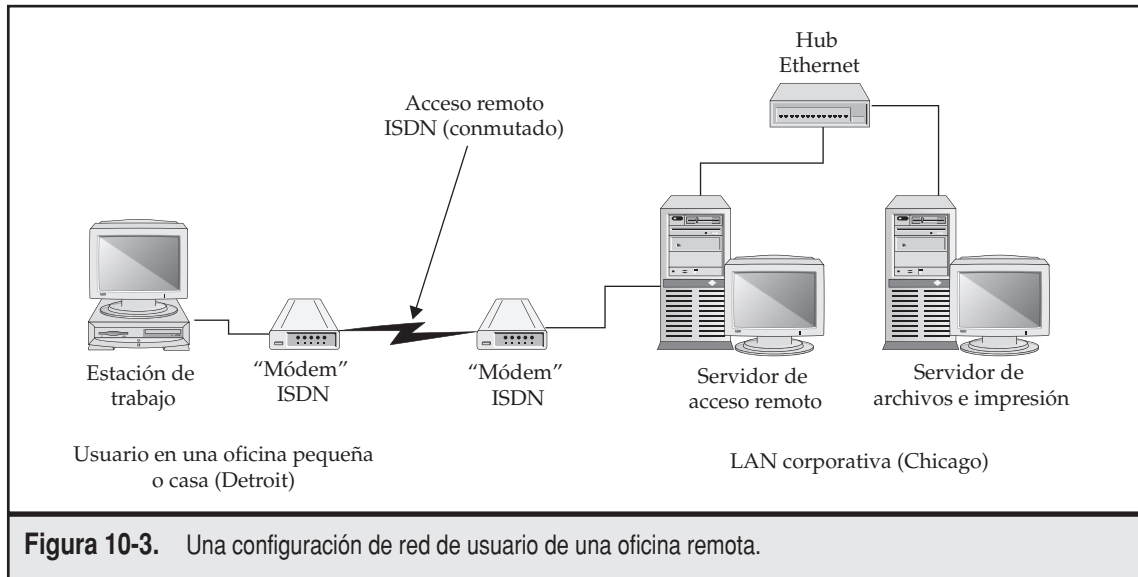 Hub
Ethernet
Acceso remoto
ISDN (conmutado)
Estación de
trabajo
“Módem”
ISDN
“Módem”
ISDN
Servidor de
acceso remoto
Servidor de
archivos e impresión
Usuario en una oficina pequeña
o casa (Detroit)
LAN corporativa (Chicago)
Figura 10-3. Una configuración de red de usuario de una oficina remota.